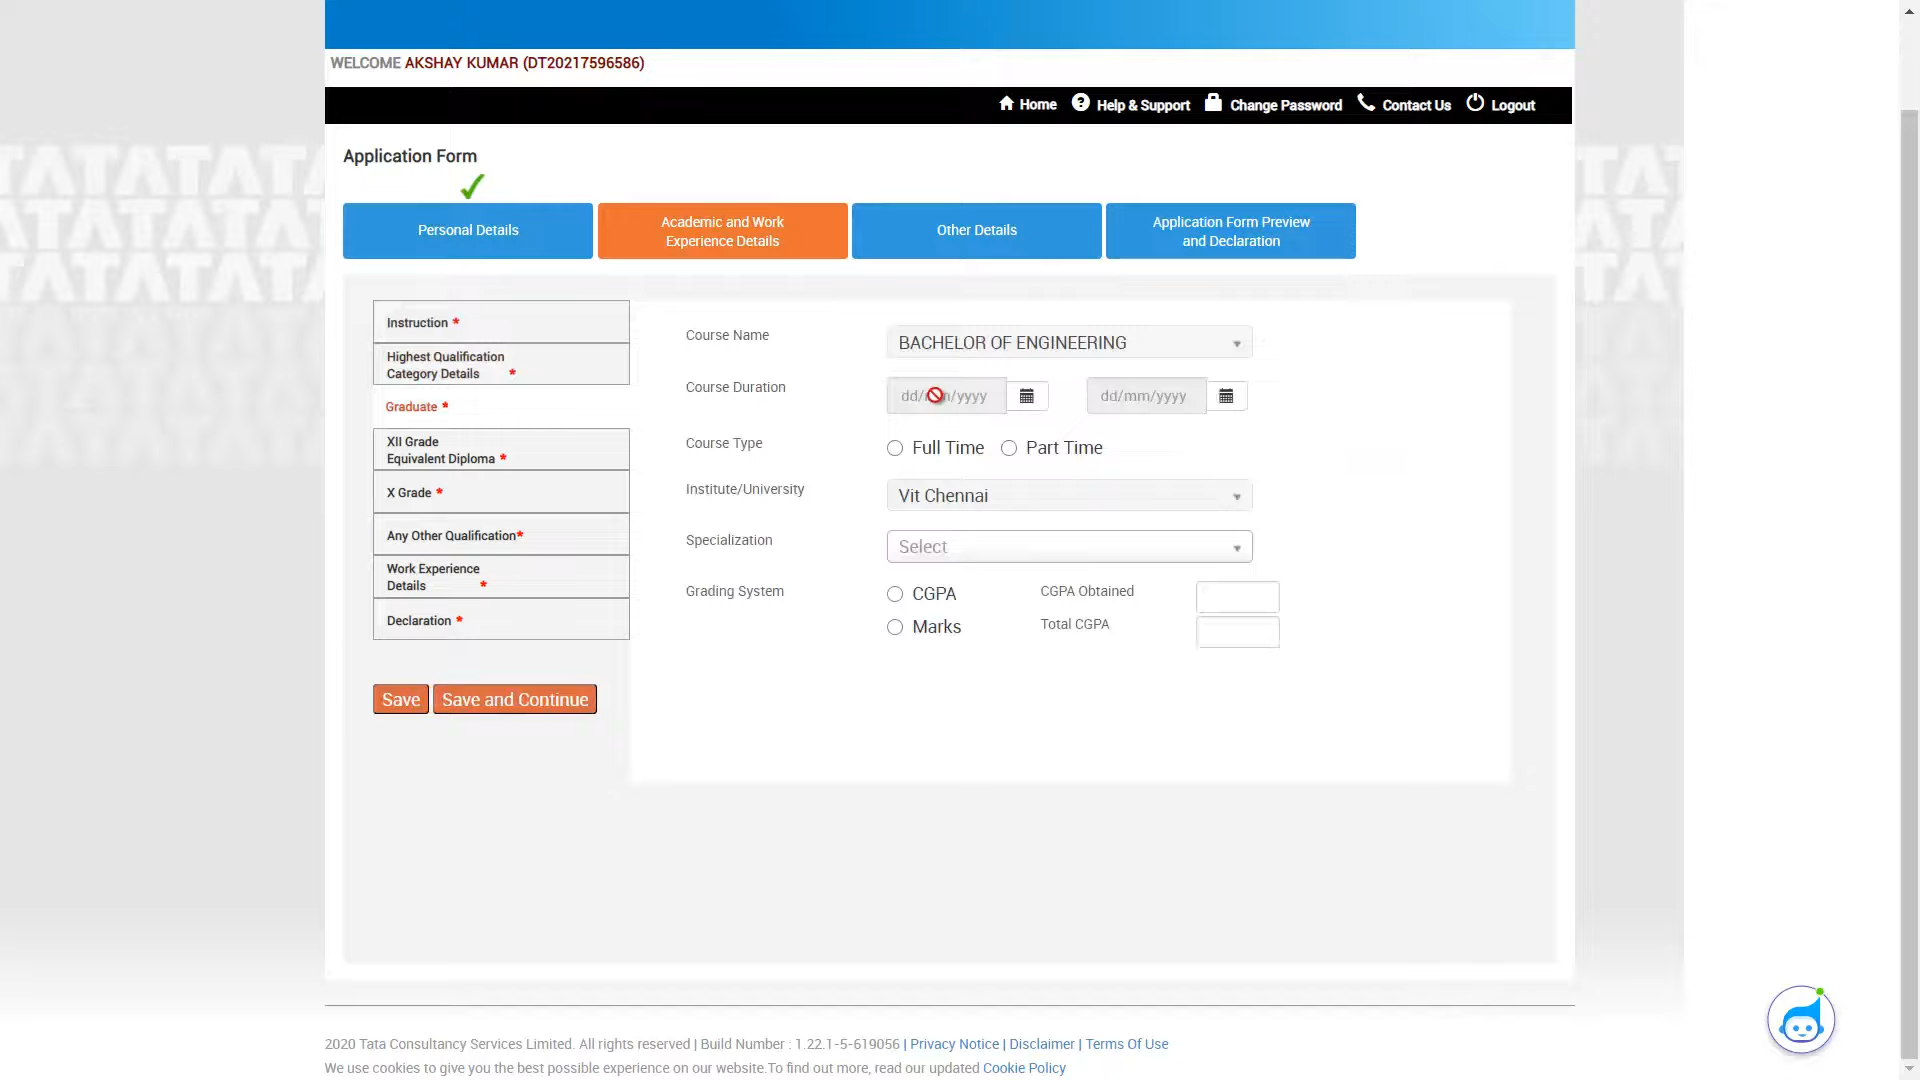 WELCOME AKSHAY KUMAR (DT20217596586)
Home Help & Support Change Password Contact Us Logout
Application Form
Personal Details
Academic and Work
Experience Details
Other Details
Application Form Preview
and Declaration
Instruction *
Highest Qualification
Category Details *
Graduate *
XII Grade
Equivalent Diploma *
X Grade *
Any Other Qualification*
Work Experience
Details *
Declaration *
Save Save and Continue
Course Name BACHELOR OF ENGINEERING
Course Duration dd/mm/yyyy dd/mm/yyyy
Course Type Full Time Part Time
Institute/University Vit Chennai
Specialization Select
Grading System CGPA CGPA Obtained
Marks Total CGPA
2020 Tata Consultancy Services Limited. All rights reserved | Build Number : 1.22.1-5-619056 | Privacy Notice | Disclaimer | Terms Of Use
We use cookies to give you the best possible experience on our website.To find out more, read our updated Cookie Policy